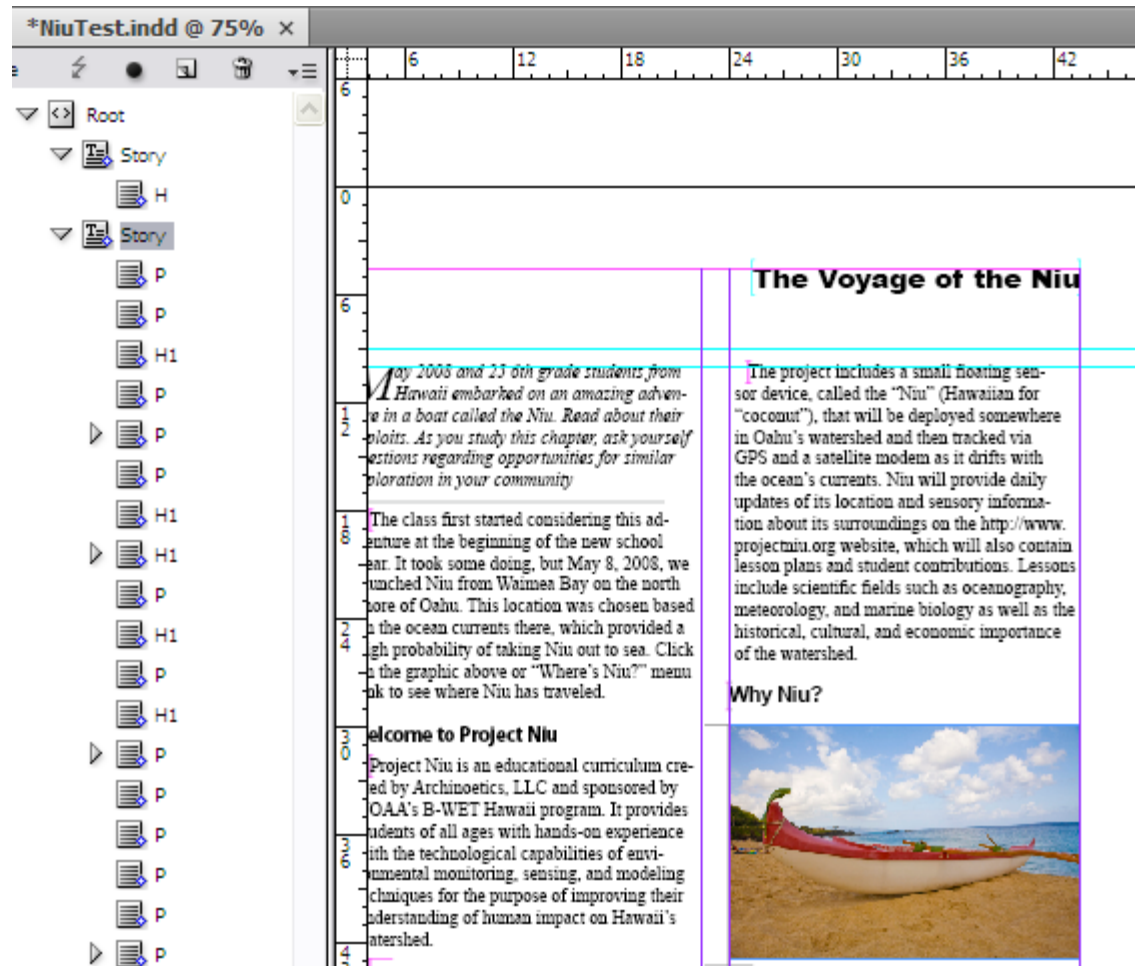 *NiuTest.indd @ 75% ×
e
6 12 18 24 30 36 42
Root
Story
H
Story
P
P
H1
P
P
P
H1
H1
P
H1
P
H1
P
P
P
P
P
P
6
0
6
12
18
24
30
36
4
The Voyage of the Niu
May 2008 and 23 6th grade students from
Hawaii embarked on an amazing adven-
re in a boat called the Niu. Read about their
ploits. As you study this chapter, ask yourself
estions regarding opportunities for similar
ploration in your community
The class first started considering this ad-
enture at the beginning of the new school
ear. It took some doing, but May 8, 2008, we
unched Niu from Waimea Bay on the north
ore of Oahu. This location was chosen based
n the ocean currents there, which provided a
gh probability of taking Niu out to sea. Click
n the graphic above or “Where’s Niu?” menu
nk to see where Niu has traveled.
elcome to Project Niu
Project Niu is an educational curriculum cre-
ed by Archinoetics, LLC and sponsored by
OAA’s B-WET Hawaii program. It provides
udents of all ages with hands-on experience
ith the technological capabilities of envi-
nmental monitoring, sensing, and modeling
chniques for the purpose of improving their
nderstanding of human impact on Hawaii’s
atershed.
The project includes a small floating sen-
sor device, called the “Niu” (Hawaiian for
“coconut”), that will be deployed somewhere
in Oahu’s watershed and then tracked via
GPS and a satellite modem as it drifts with
the ocean’s currents. Niu will provide daily
updates of its location and sensory informa-
tion about its surroundings on the http://www.
projectniu.org website, which will also contain
lesson plans and student contributions. Lessons
include scientific fields such as oceanography,
meteorology, and marine biology as well as the
historical, cultural, and economic importance
of the watershed.
Why Niu?